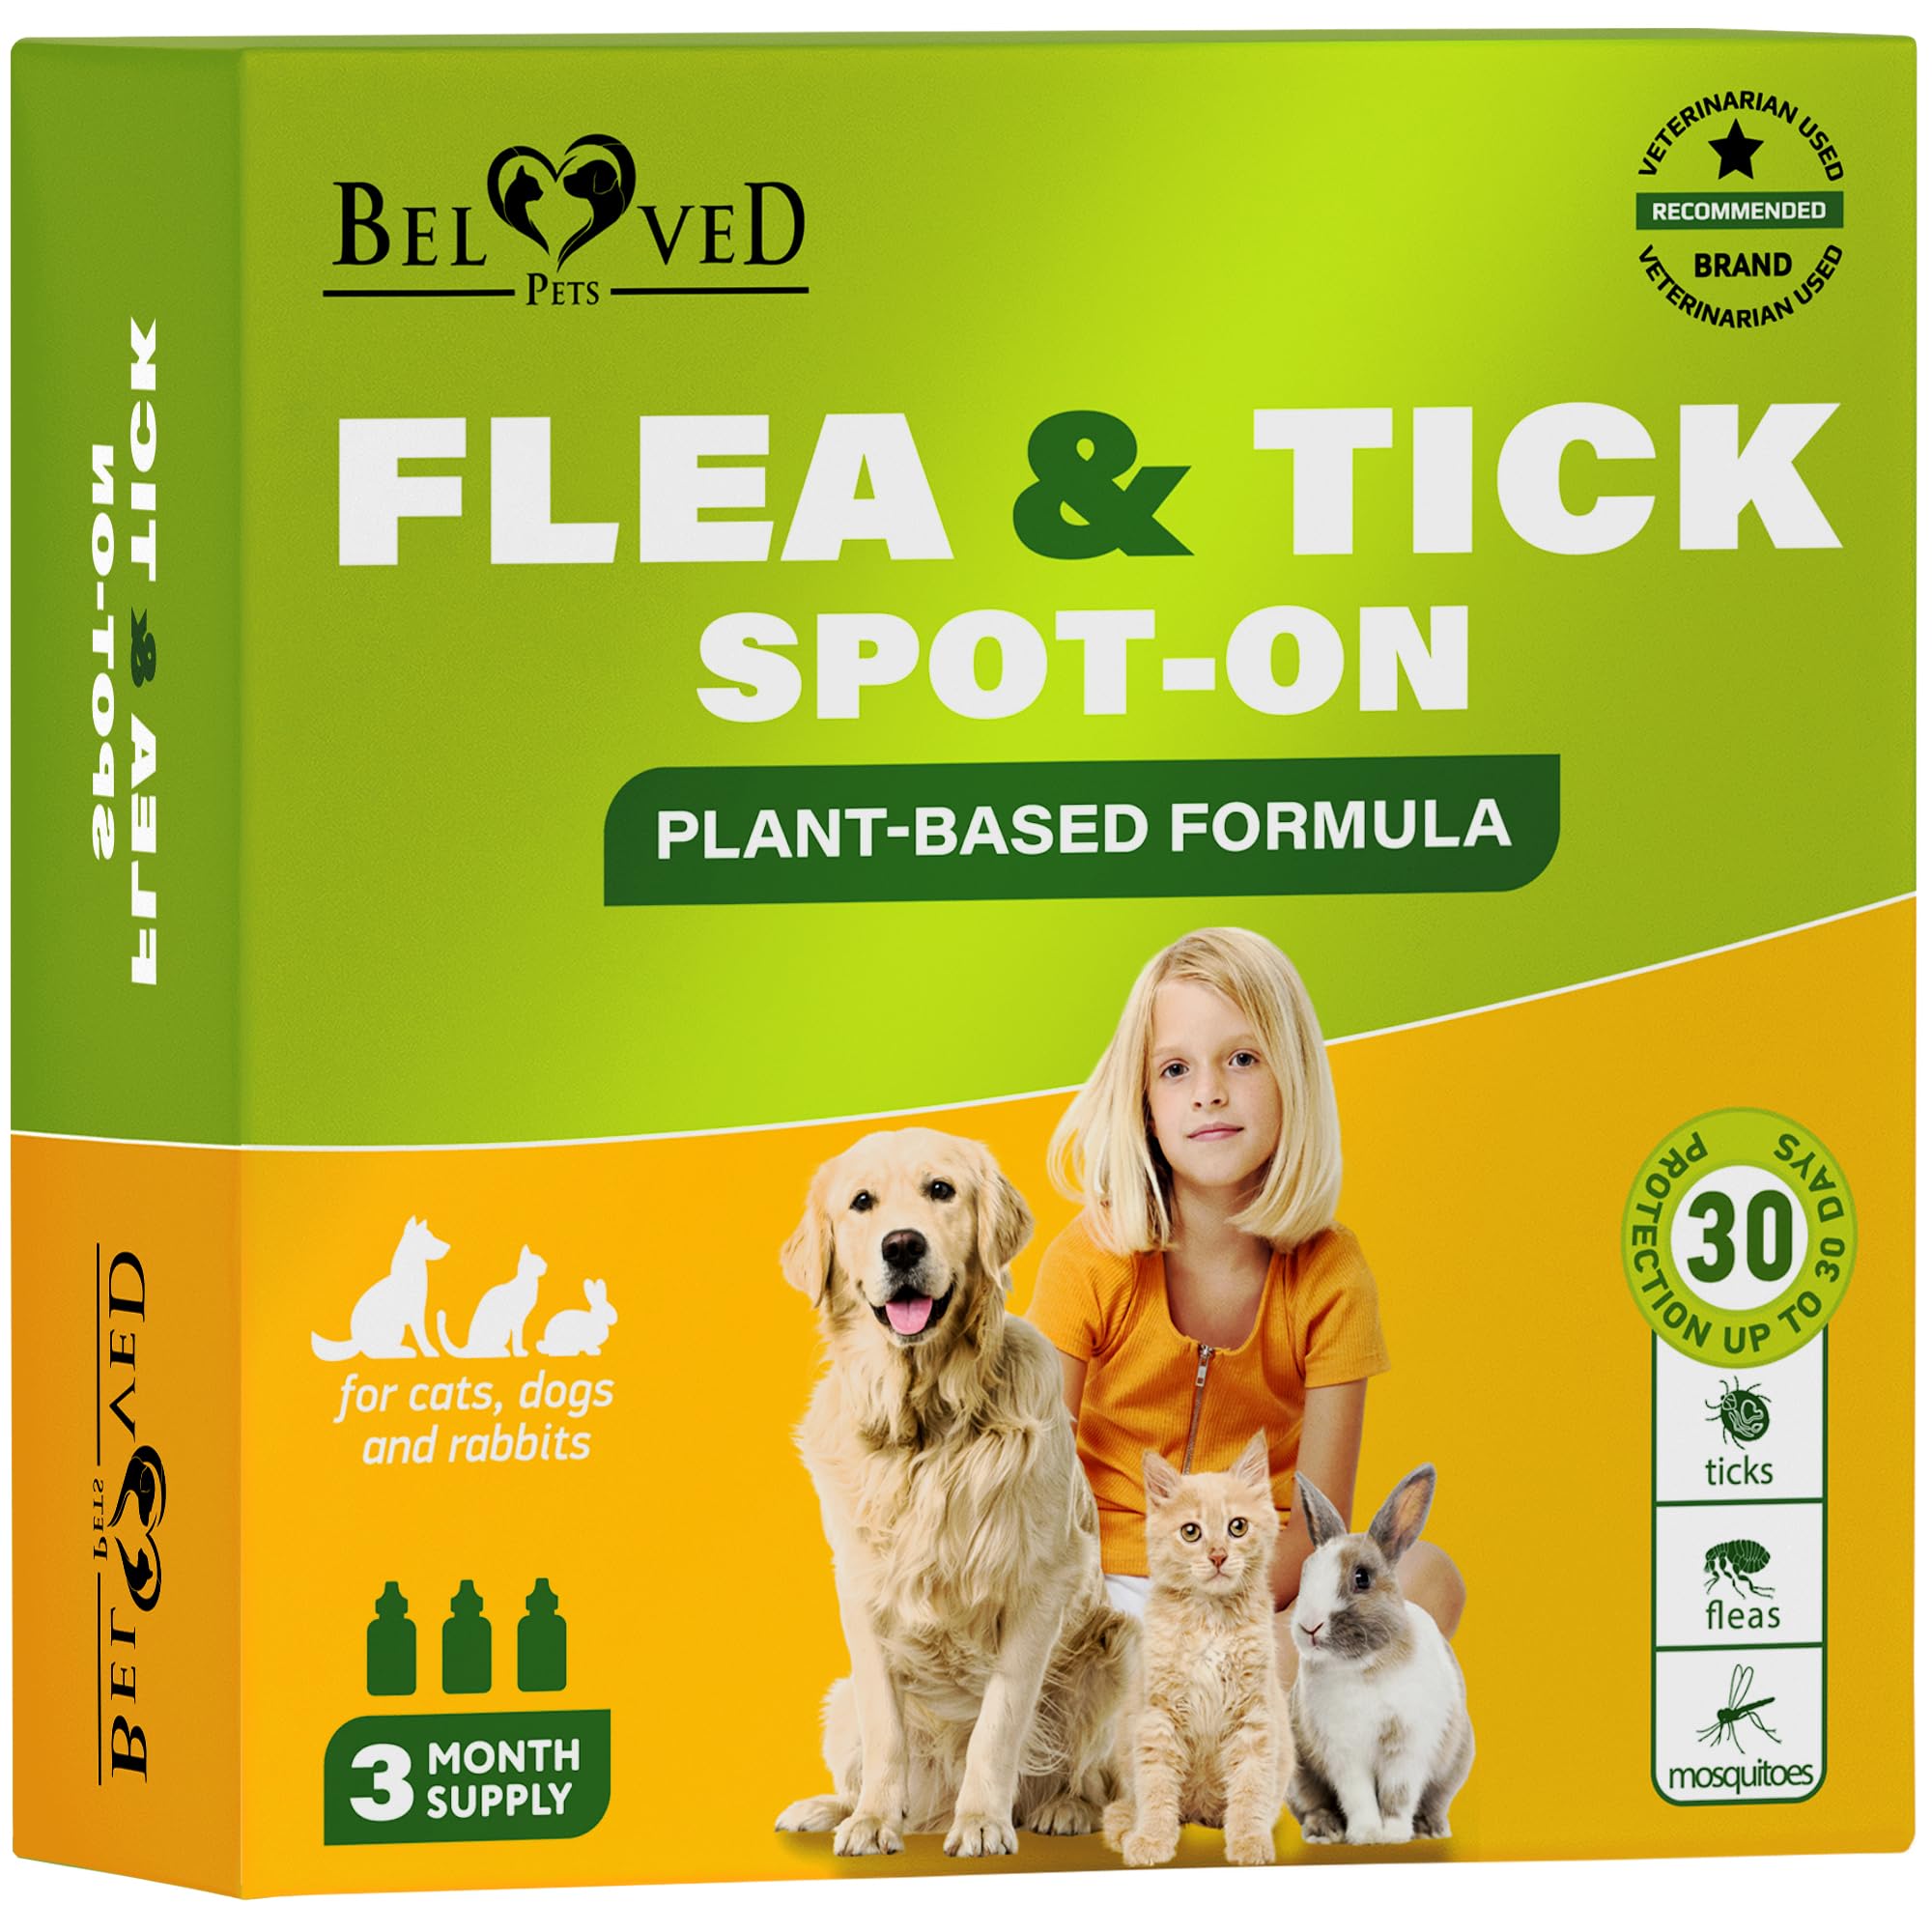 BELOVED
PETS
VETERINARIAN USED
RECOMMENDED
BRAND
VETERINARIAN USED
FLEA & TICK
SPOT-ON
PLANT-BASED FORMULA
for cats, dogs
and rabbits
3 MONTH
SUPPLY
PROTECTION UP TO 30 DAYS
30
ticks
fleas
mosquitoes
FLEA & TICK
SPOT-ON
BELOVED
PETS